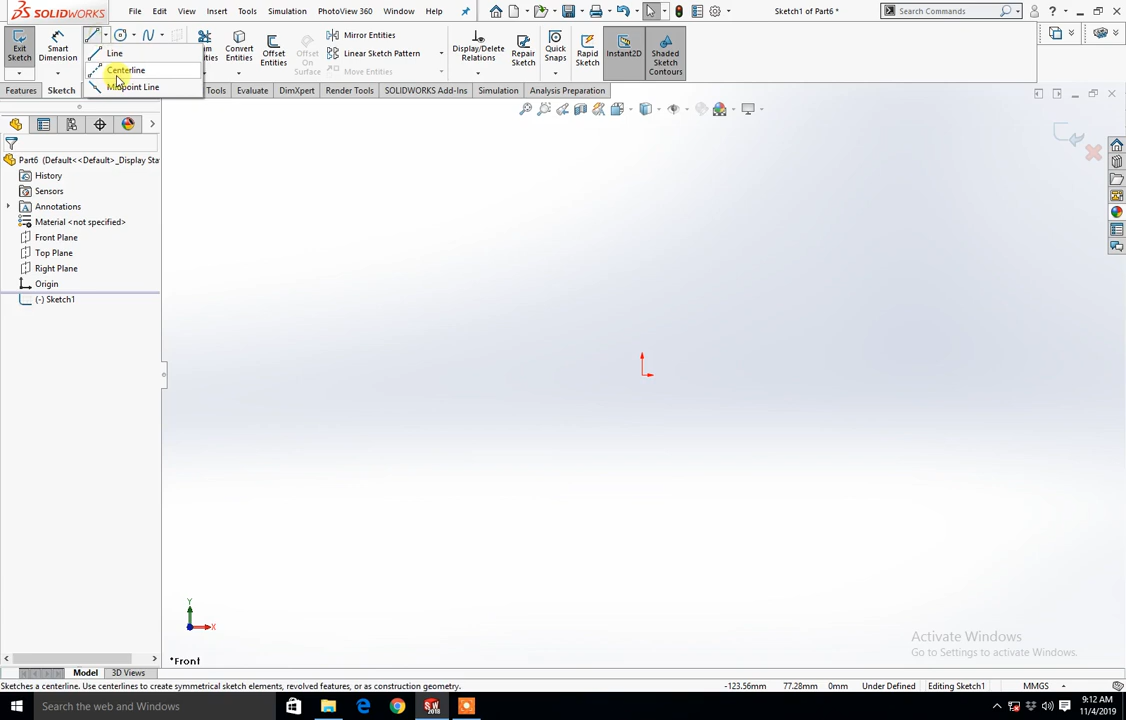 SOLIDWORKS File Edit View Insert Tools Simulation PhotoView 360 Window Help Sketch1 of Part6 * Search Commands
Exit Sketch
Smart Dimension
Line
Centerline
Midpoint Line
Convert Entities
Offset Entities
Offset On Surface
Mirror Entities
Linear Sketch Pattern
Move Entities
Display/Delete Relations
Repair Sketch
Quick Snaps
Rapid Sketch
Instant2D
Shaded Sketch Contours
Features Sketch Tools Evaluate DimXpert Render Tools SOLIDWORKS Add-Ins Simulation Analysis Preparation
Part6 (Default<<Default>_Display Sta
History
Sensors
Annotations
Material <not specified>
Front Plane
Top Plane
Right Plane
Origin
(-) Sketch1
Y
X
*Front
Activate Windows
Go to Settings to activate Windows.
Model 3D Views
Sketches a centerline. Use centerlines to create symmetrical sketch elements, revolved features, or as construction geometry. -123.56mm 77.28mm 0mm Under Defined Editing Sketch1 MMGS
Search the web and Windows
9:12 AM
11/4/2019